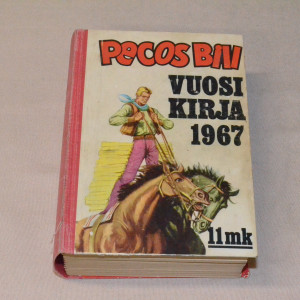 PECOS BILL
VUOSI
KIRJA
1967
11mk